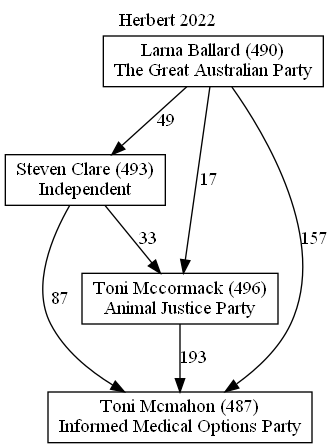 Herbert 2022
Larna Ballard (490)
The Great Australian Party
49
Steven Clare (493)
Independent
17
33
157
87
Toni Mccormack (496)
Animal Justice Party
193
Toni Mcmahon (487)
Informed Medical Options Party